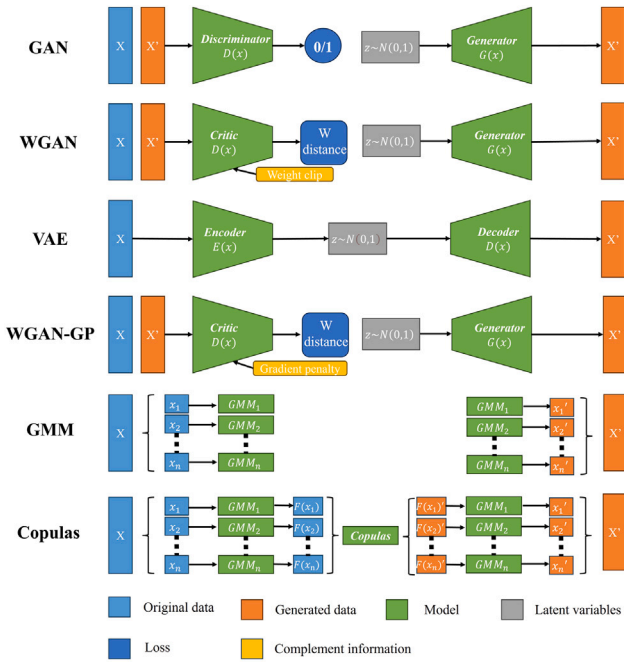 GAN
X
X'
Discriminator
D(x)
0/1
z~N(0,1)
Generator
G(x)
X'
WGAN
X
X'
Critic
D(x)
W
distance
Weight clip
z~N(0,1)
Generator
G(x)
X'
VAE
X
Encoder
E(x)
z~N(0,1)
Decoder
D(x)
X'
WGAN-GP
X
X'
Critic
D(x)
W
distance
Gradient penalty
z~N(0,1)
Generator
G(x)
X'
GMM
X
x₁ GMM₁
x₂ GMM₂
xₙ GMMₙ
GMM₁ x₁′
GMM₂ x₂′
GMMₙ xₙ′
X'
Copulas
X
x₁ GMM₁ F(x₁)
x₂ GMM₂ F(x₂)
xₙ GMMₙ F(xₙ)
Copulas
F(x₁)′ GMM₁ x₁′
F(x₂)′ GMM₂ x₂′
F(xₙ)′ GMMₙ xₙ′
X'
Original data
Generated data
Model
Latent variables
Loss
Complement information